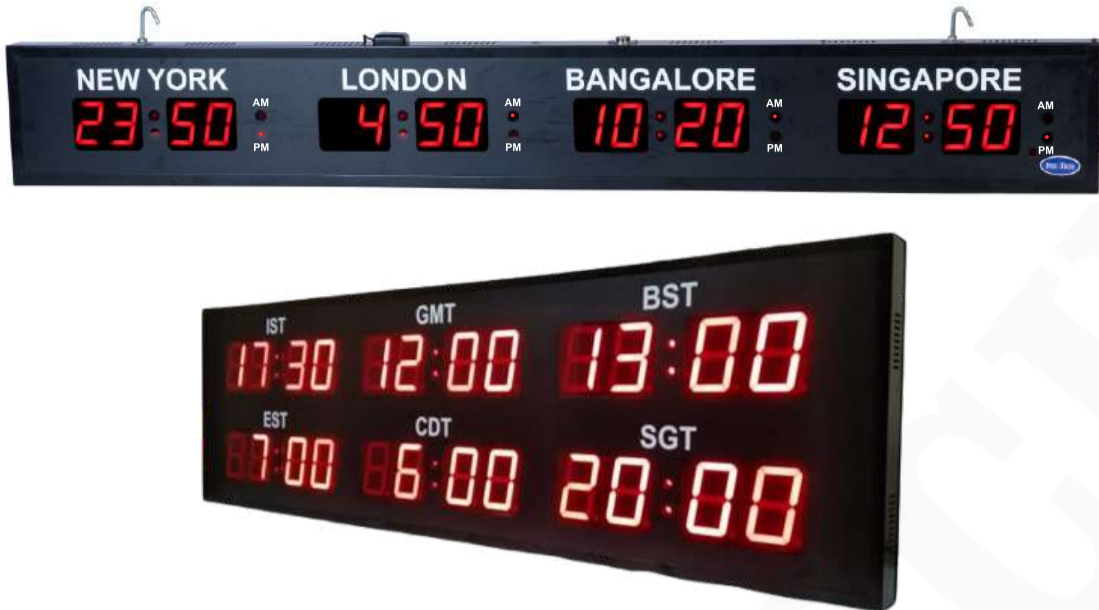 NEW YORK LONDON BANGALORE SINGAPORE
AM AM AM AM
23:50 4:50 10:20 12:50
PM PM PM PM
IST GMT BST
17:30 12:00 13:00
EST CDT SGT
7:00 6:00 20:00